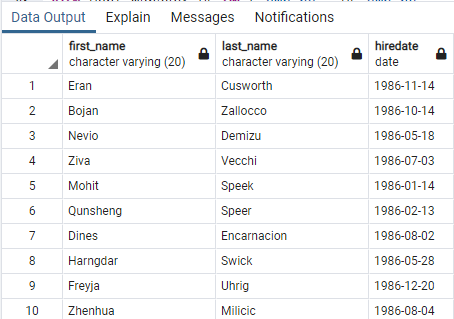 Data Output Explain Messages Notifications
first_name last_name hiredate
character varying (20) character varying (20) date
1 Eran Cusworth 1986-11-14
2 Bojan Zallocco 1986-10-14
3 Nevio Demizu 1986-05-18
4 Ziva Vecchi 1986-07-03
5 Mohit Speek 1986-01-14
6 Qunsheng Speer 1986-02-13
7 Dines Encarnacion 1986-08-02
8 Harngdar Swick 1986-05-28
9 Freyja Uhrig 1986-12-20
10 Zhenhua Milicic 1986-08-04